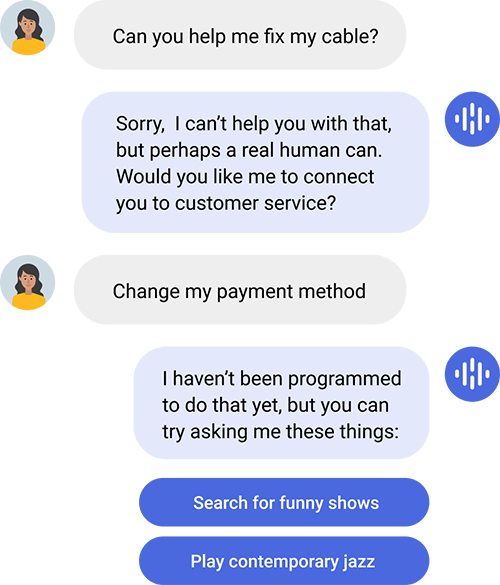 Can you help me fix my cable?
Sorry, I can’t help you with that,
but perhaps a real human can.
Would you like me to connect
you to customer service?
Change my payment method
I haven’t been programmed
to do that yet, but you can
try asking me these things:
Search for funny shows
Play contemporary jazz